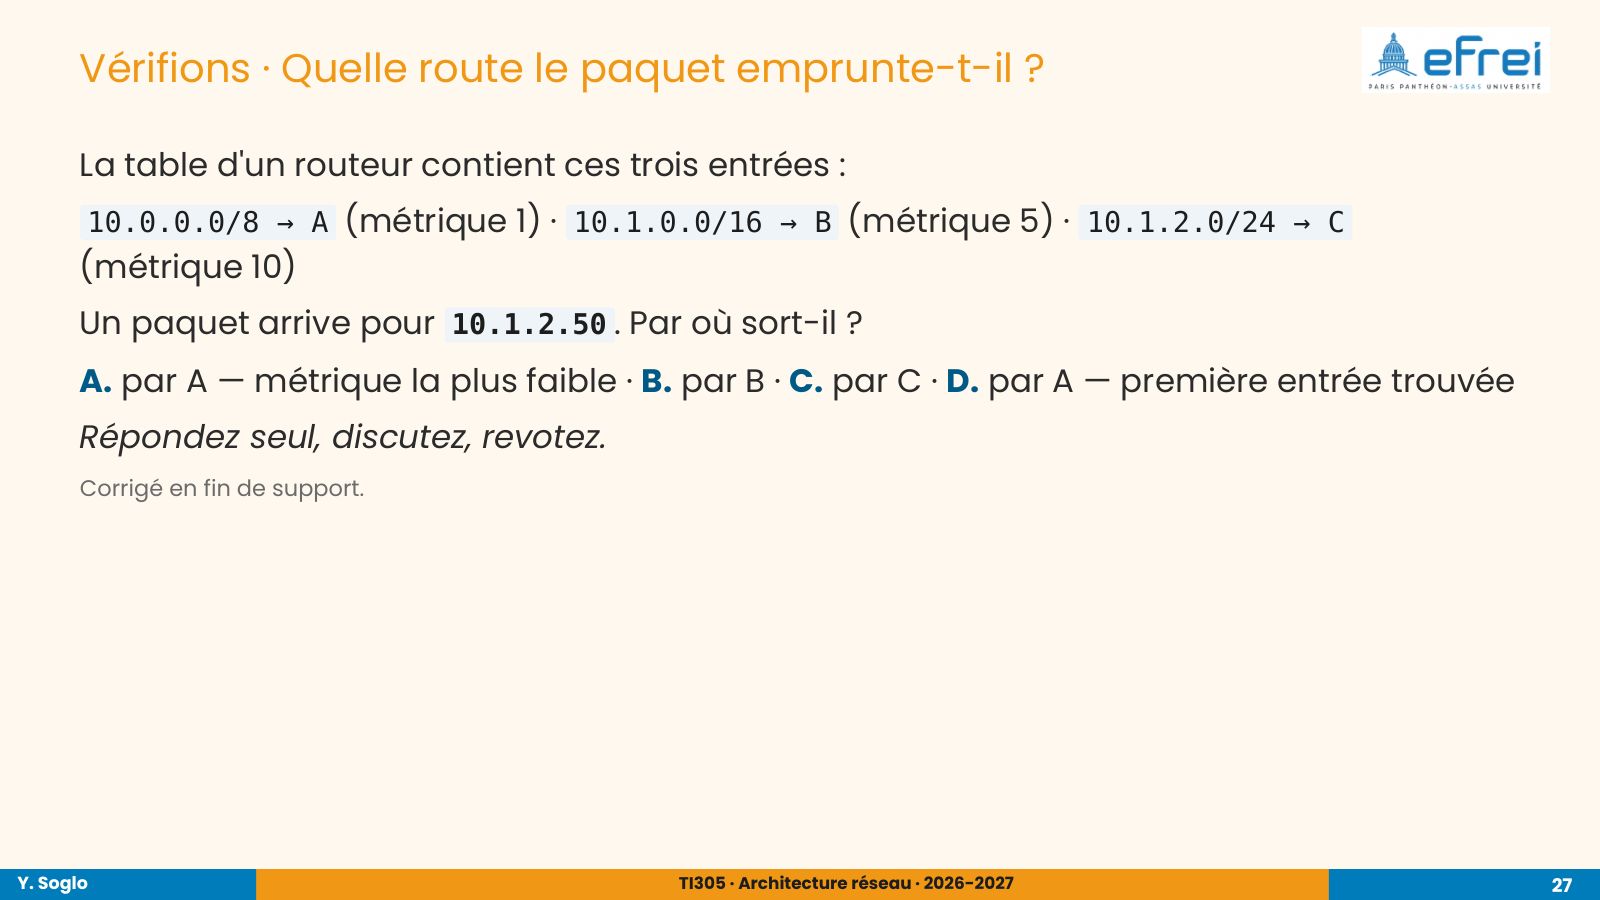 Vérifions · Quelle route le paquet emprunte-t-il ?
efrei
PARIS PANTHÉON-ASSAS UNIVERSITÉ
La table d'un routeur contient ces trois entrées :
10.0.0.0/8 → A (métrique 1) · 10.1.0.0/16 → B (métrique 5) · 10.1.2.0/24 → C
(métrique 10)
Un paquet arrive pour 10.1.2.50. Par où sort-il ?
A. par A — métrique la plus faible · B. par B · C. par C · D. par A — première entrée trouvée
Répondez seul, discutez, revotez.
Corrigé en fin de support.
Y. Soglo
TI305 · Architecture réseau · 2026-2027
27